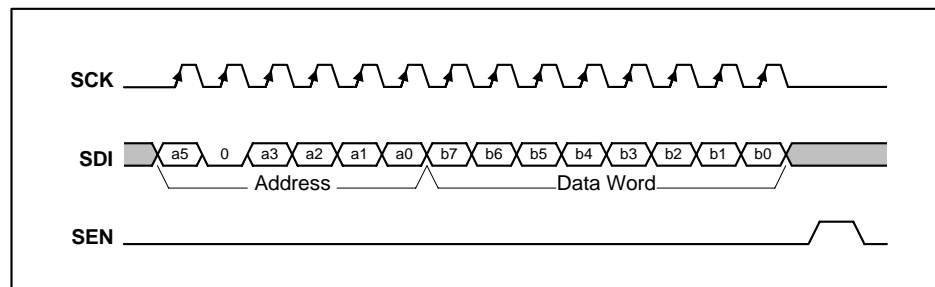 SCK
SDI a5 0 a3 a2 a1 a0 b7 b6 b5 b4 b3 b2 b1 b0
Address Data Word
SEN